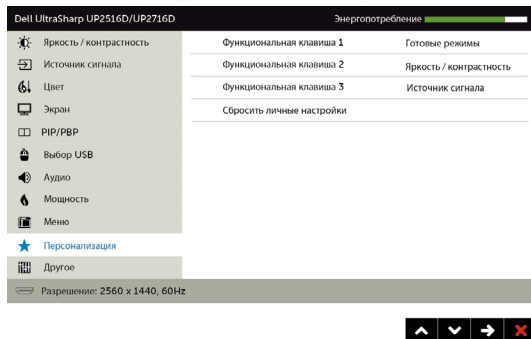 Dell UltraSharp UP2516D/UP2716D Энергопотребление
Яркость / контрастность Функциональная клавиша 1 Готовые режимы
Источник сигнала Функциональная клавиша 2 Яркость / контрастность
Цвет Функциональная клавиша 3 Источник сигнала
Экран Сбросить личные настройки
PIP/PBP
Выбор USB
Аудио
Мощность
Меню
Персонализация
Другое
Разрешение: 2560 x 1440, 60Hz